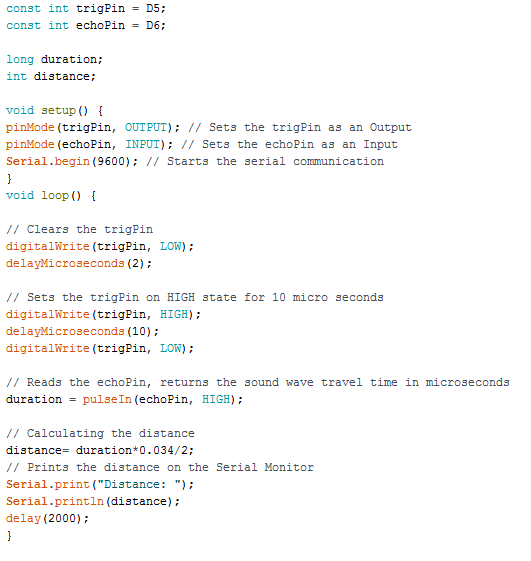 const int trigPin = D5;
const int echoPin = D6;

long duration;
int distance;

void setup() {
pinMode(trigPin, OUTPUT); // Sets the trigPin as an Output
pinMode(echoPin, INPUT); // Sets the echoPin as an Input
Serial.begin(9600); // Starts the serial communication
}
void loop() {

// Clears the trigPin
digitalWrite(trigPin, LOW);
delayMicroseconds(2);

// Sets the trigPin on HIGH state for 10 micro seconds
digitalWrite(trigPin, HIGH);
delayMicroseconds(10);
digitalWrite(trigPin, LOW);

// Reads the echoPin, returns the sound wave travel time in microseconds
duration = pulseIn(echoPin, HIGH);

// Calculating the distance
distance= duration*0.034/2;
// Prints the distance on the Serial Monitor
Serial.print("Distance: ");
Serial.println(distance);
delay(2000);
}